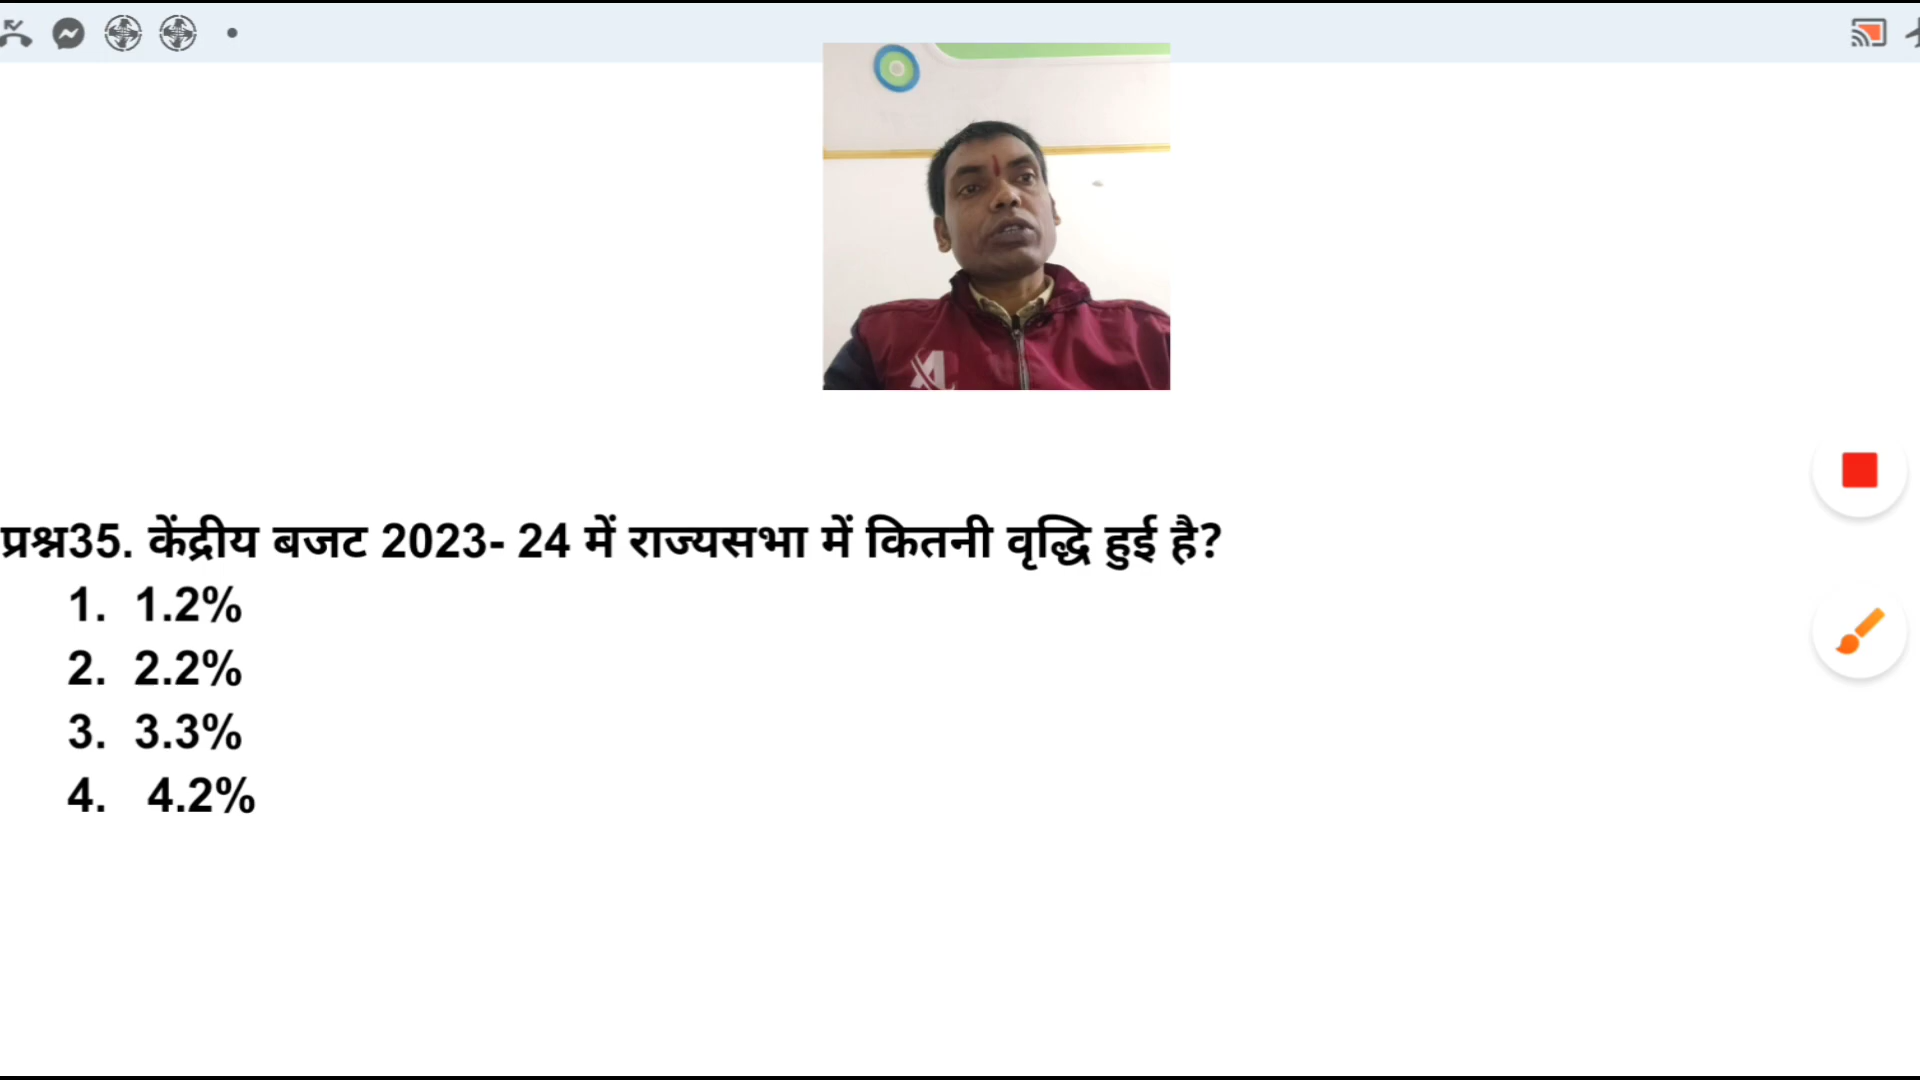 प्रश्न35. केंद्रीय बजट 2023- 24 में राज्यसभा में कितनी वृद्धि हुई है?
1. 1.2%
2. 2.2%
3. 3.3%
4. 4.2%